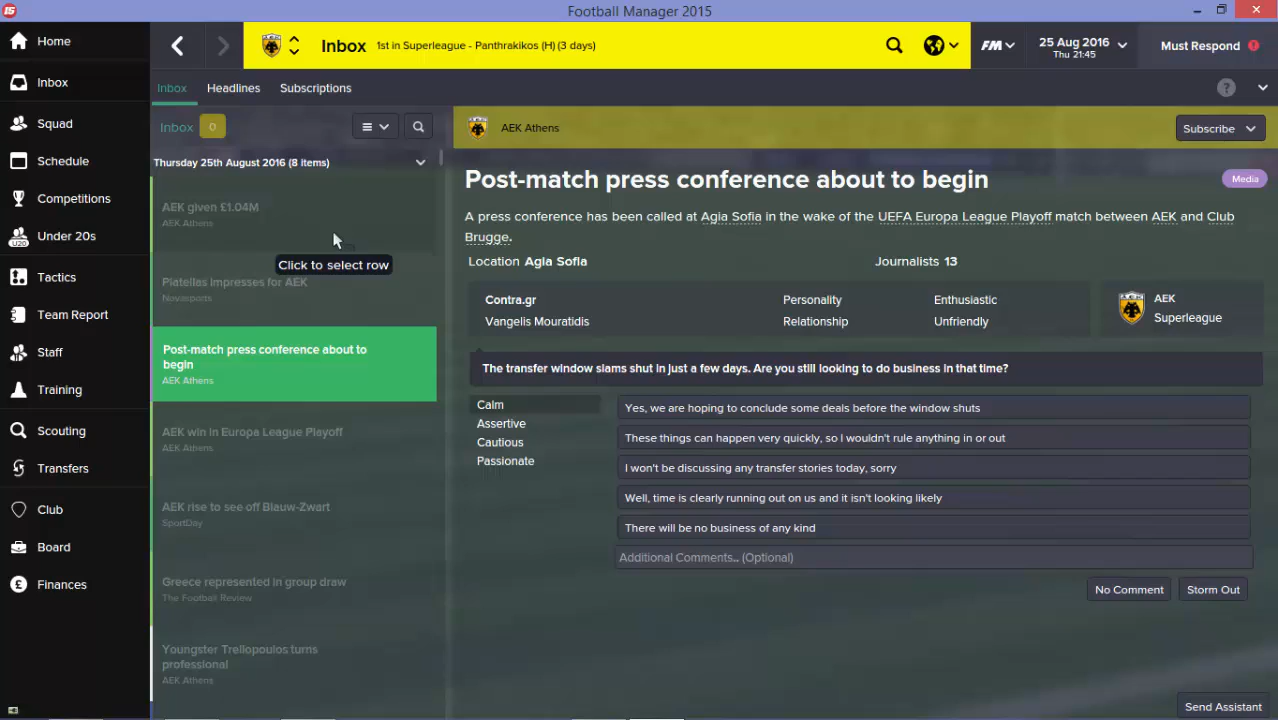 Football Manager 2015
Home
Inbox
Squad
Schedule
Competitions
U20
Under 20s
Tactics
Team Report
Staff
Training
Scouting
Transfers
Club
Board
Finances
Inbox 1st in Superleague - Panthrakikos (H) (3 days)
FM
25 Aug 2016
Thu 21:45
Must Respond
Inbox Headlines Subscriptions
Inbox 0
Thursday 25th August 2016 (8 items)
AEK given £1.04M
AEK Athens
Click to select row
Piatellas impresses for AEK
Novasports
Post-match press conference about to
begin
AEK Athens
AEK win in Europa League Playoff
AEK Athens
AEK rise to see off Blauw-Zwart
SportDay
Greece represented in group draw
The Football Review
Youngster Trellopoulos turns
professional
AEK Athens
AEK Athens
Subscribe
Post-match press conference about to begin
Media
A press conference has been called at Agia Sofia in the wake of the UEFA Europa League Playoff match between AEK and Club
Brugge.
Location Agia Sofia Journalists 13
Contra.gr Personality Enthusiastic
Vangelis Mouratidis Relationship Unfriendly
AEK
Superleague
The transfer window slams shut in just a few days. Are you still looking to do business in that time?
Calm
Assertive
Cautious
Passionate
Yes, we are hoping to conclude some deals before the window shuts
These things can happen very quickly, so I wouldn't rule anything in or out
I won't be discussing any transfer stories today, sorry
Well, time is clearly running out on us and it isn't looking likely
There will be no business of any kind
Additional Comments.. (Optional)
No Comment Storm Out
Send Assistant